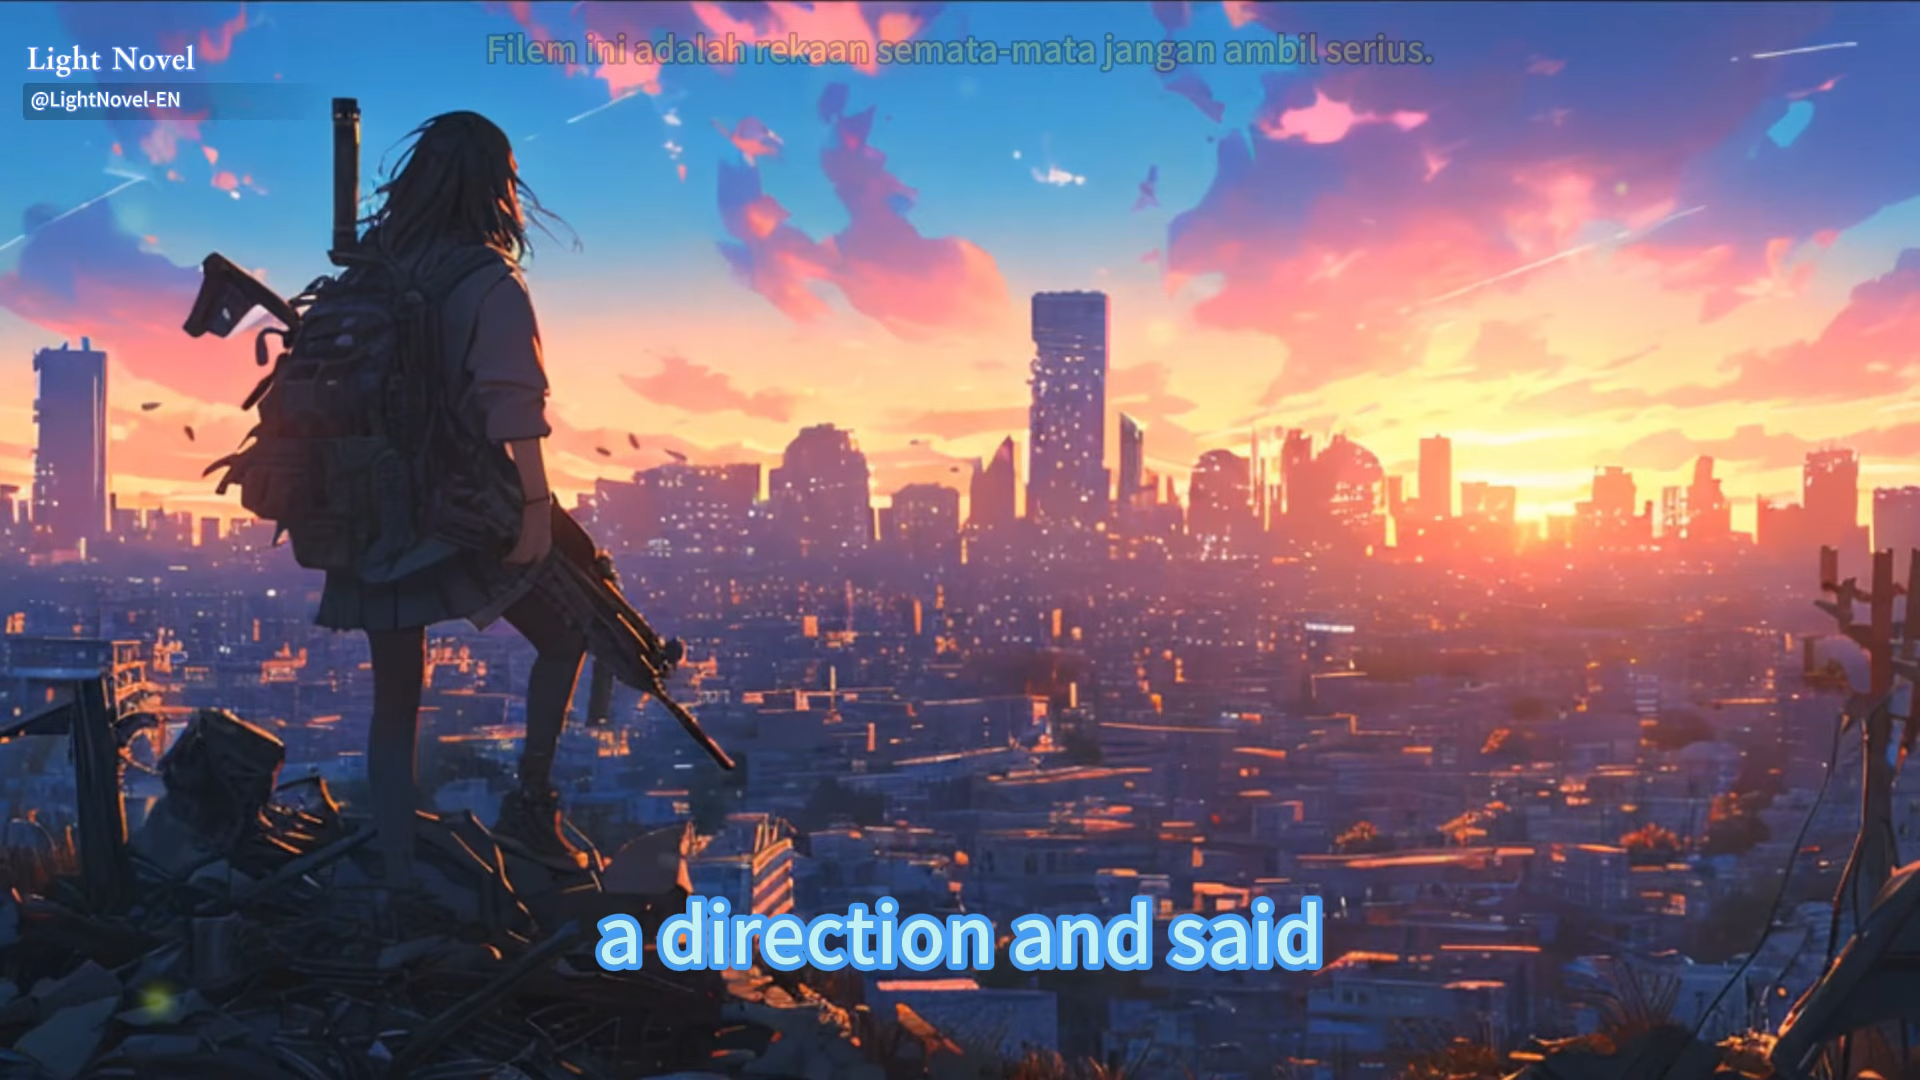 Light Novel
@LightNovel-EN
Filem ini adalah rekaan semata-mata jangan ambil serius.
a direction and said